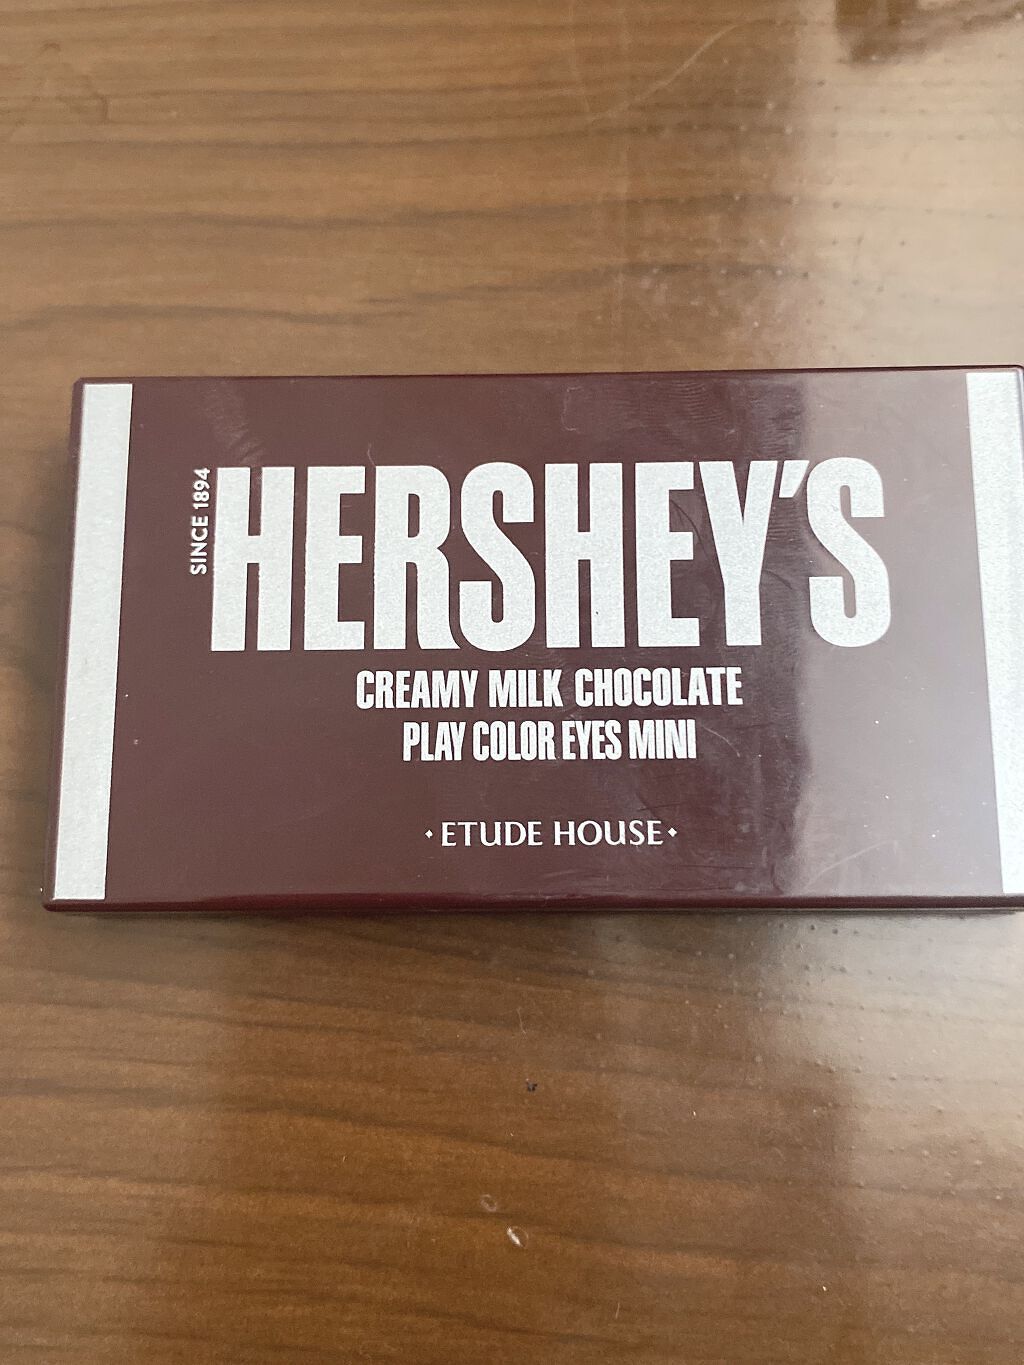 SINCE 1894
HERSHEY'S
CREAMY MILK CHOCOLATE
PLAY COLOR EYES MINI
• ETUDE HOUSE •